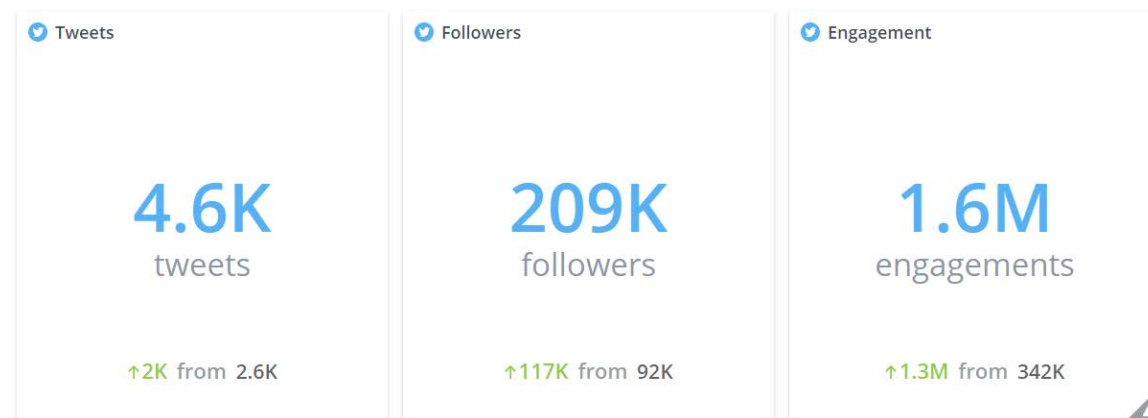 Tweets
4.6K
tweets
↑2K from 2.6K
Followers
209K
followers
↑117K from 92K
Engagement
1.6M
engagements
↑1.3M from 342K